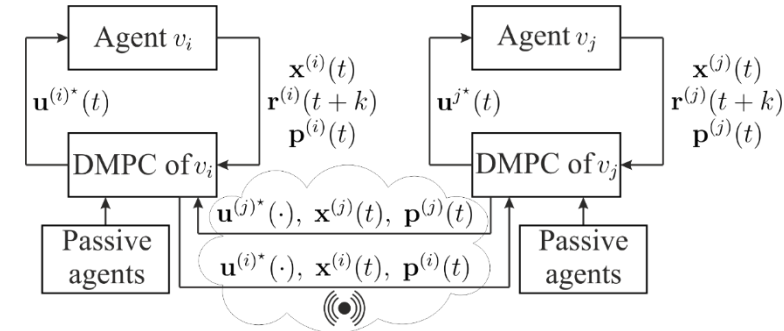 Agent v_i
Agent v_j
u^{(i)*}(t)
x^{(i)}(t)
r^{(i)}(t + k)
p^{(i)}(t)
u^{j*}(t)
x^{(j)}(t)
r^{(j)}(t + k)
p^{(j)}(t)
DMPC of v_i
DMPC of v_j
u^{(j)*}(·), x^{(j)}(t), p^{(j)}(t)
Passive
agents
u^{(i)*}(·), x^{(i)}(t), p^{(i)}(t)
Passive
agents